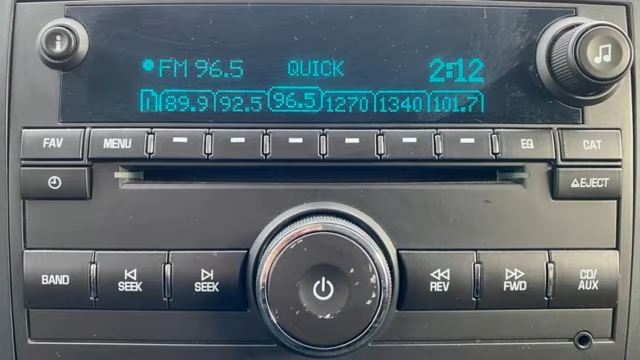 FM 96.5 QUICK 2:12
89.9 92.5 96.5 1270 1340 101.7
FAV MENU EQ CAT
EJECT
BAND SEEK SEEK REV FWD CD/AUX